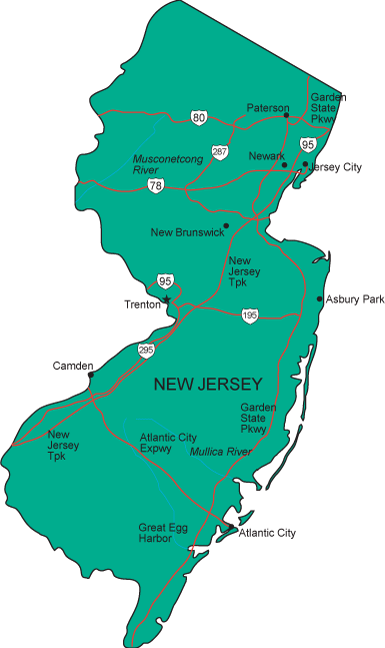 Paterson
Garden
State
Pkwy
80
95
287
Musconetcong
River
Newark
Jersey City
78
New Brunswick
New
Jersey
Tpk
95
Trenton
Asbury Park
195
295
Camden
NEW JERSEY
Garden
State
Pkwy
New
Jersey
Tpk
Atlantic City
Expwy
Mullica River
Great Egg
Harbor
Atlantic City